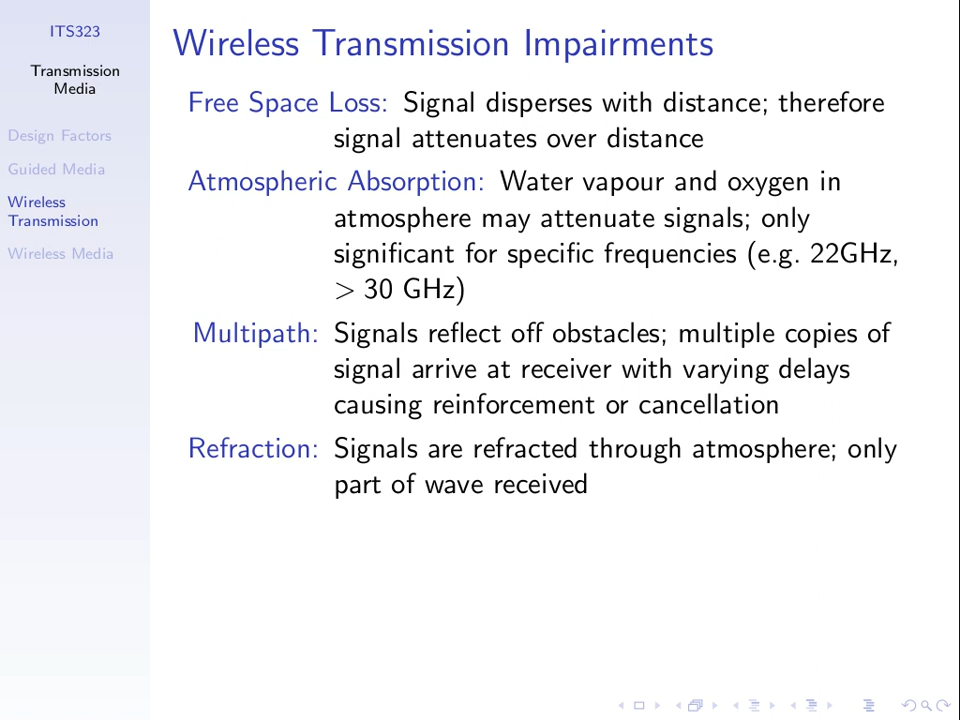 ITS323
Transmission
Media
Design Factors
Guided Media
Wireless
Transmission
Wireless Media
Wireless Transmission Impairments
Free Space Loss: Signal disperses with distance; therefore
signal attenuates over distance
Atmospheric Absorption: Water vapour and oxygen in
atmosphere may attenuate signals; only
significant for specific frequencies (e.g. 22GHz,
> 30 GHz)
Multipath: Signals reflect off obstacles; multiple copies of
signal arrive at receiver with varying delays
causing reinforcement or cancellation
Refraction: Signals are refracted through atmosphere; only
part of wave received